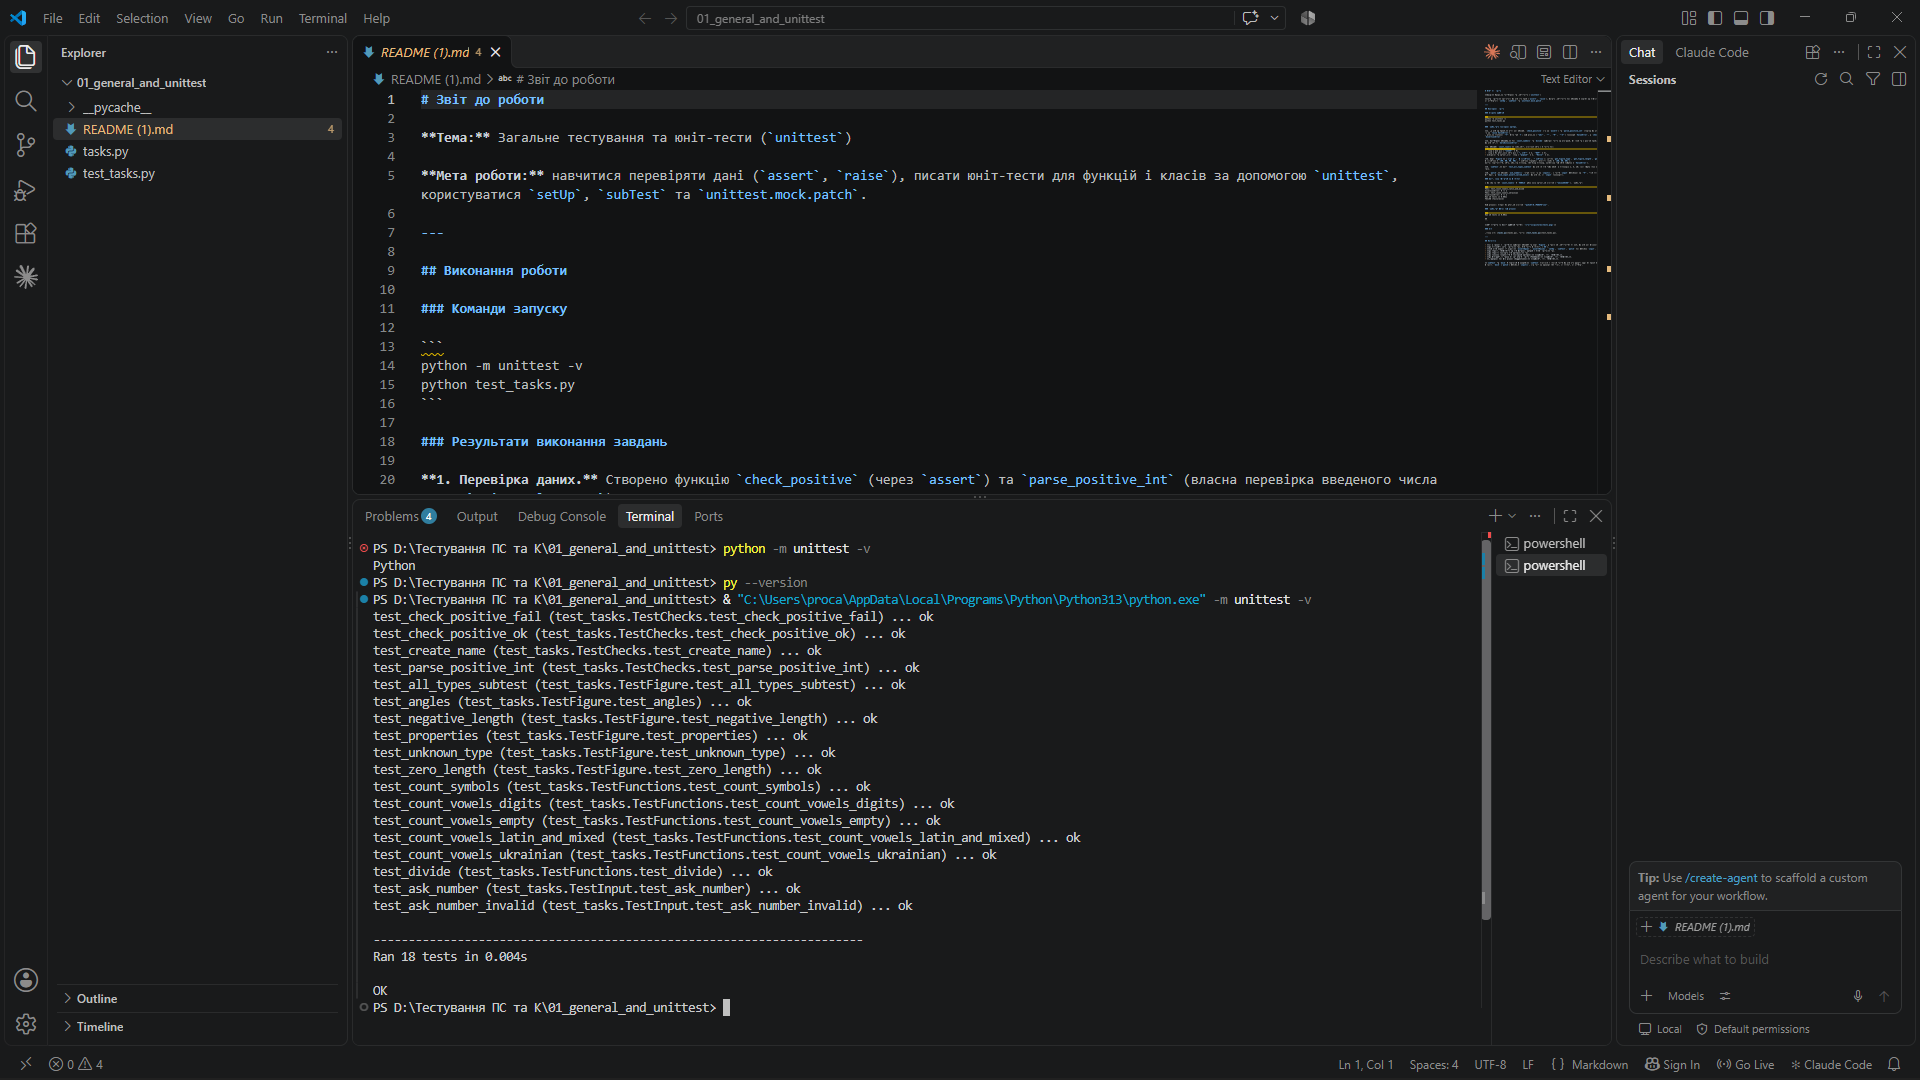 File Edit Selection View Go Run Terminal Help
01_general_and_unittest
Explorer
01_general_and_unittest
__pycache__
README (1).md 4
tasks.py
test_tasks.py
Outline
Timeline
README (1).md 4
README (1).md > abc # Звіт до роботи
Text Editor
1 # Звіт до роботи
2
3 **Тема:** Загальне тестування та юніт-тести (`unittest`)
4
5 **Мета роботи:** навчитися перевіряти дані (`assert`, `raise`), писати юніт-тести для функцій і класів за допомогою `unittest`,
користуватися `setUp`, `subTest` та `unittest.mock.patch`.
6
7 ---
8
9 ## Виконання роботи
10
11 ### Команди запуску
12
13 ```
14 python -m unittest -v
15 python test_tasks.py
16 ```
17
18 ### Результати виконання завдань
19
20 **1. Перевірка даних.** Створено функцію `check_positive` (через `assert`) та `parse_positive_int` (власна перевірка введеного числа
Problems 4 Output Debug Console Terminal Ports
PS D:\Тестування ПС та К\01_general_and_unittest> python -m unittest -v
Python
PS D:\Тестування ПС та К\01_general_and_unittest> py --version
PS D:\Тестування ПС та К\01_general_and_unittest> & "C:\Users\proca\AppData\Local\Programs\Python\Python313\python.exe" -m unittest -v
test_check_positive_fail (test_tasks.TestChecks.test_check_positive_fail) ... ok
test_check_positive_ok (test_tasks.TestChecks.test_check_positive_ok) ... ok
test_create_name (test_tasks.TestChecks.test_create_name) ... ok
test_parse_positive_int (test_tasks.TestChecks.test_parse_positive_int) ... ok
test_all_types_subtest (test_tasks.TestFigure.test_all_types_subtest) ... ok
test_angles (test_tasks.TestFigure.test_angles) ... ok
test_negative_length (test_tasks.TestFigure.test_negative_length) ... ok
test_properties (test_tasks.TestFigure.test_properties) ... ok
test_unknown_type (test_tasks.TestFigure.test_unknown_type) ... ok
test_zero_length (test_tasks.TestFigure.test_zero_length) ... ok
test_count_symbols (test_tasks.TestFunctions.test_count_symbols) ... ok
test_count_vowels_digits (test_tasks.TestFunctions.test_count_vowels_digits) ... ok
test_count_vowels_empty (test_tasks.TestFunctions.test_count_vowels_empty) ... ok
test_count_vowels_latin_and_mixed (test_tasks.TestFunctions.test_count_vowels_latin_and_mixed) ... ok
test_count_vowels_ukrainian (test_tasks.TestFunctions.test_count_vowels_ukrainian) ... ok
test_divide (test_tasks.TestFunctions.test_divide) ... ok
test_ask_number (test_tasks.TestInput.test_ask_number) ... ok
test_ask_number_invalid (test_tasks.TestInput.test_ask_number_invalid) ... ok
----------------------------------------------------------------------
Ran 18 tests in 0.004s
OK
PS D:\Тестування ПС та К\01_general_and_unittest>
powershell
powershell
Chat Claude Code
Sessions
Tip: Use /create-agent to scaffold a custom
agent for your workflow.
README (1).md
Describe what to build
Models
Local Default permissions
0 4
Ln 1, Col 1 Spaces: 4 UTF-8 LF { } Markdown Sign In Go Live Claude Code